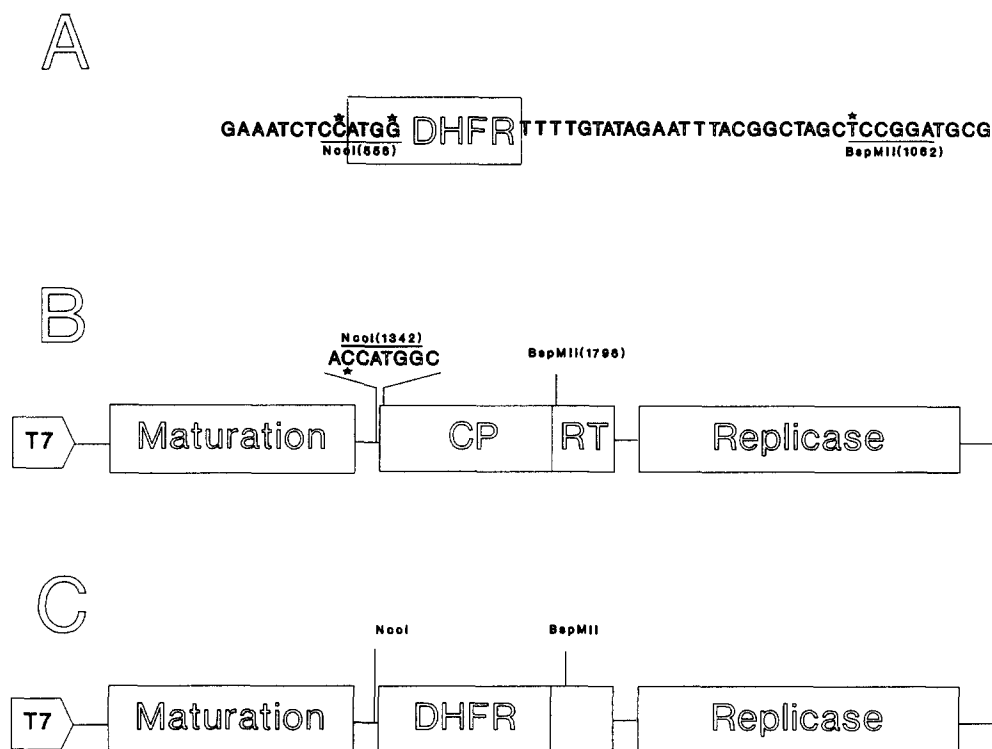 A
GAAATCTCCATGG DHFR TTTTGTATAGAATTTACGGCTAGCTCCGGATGCG
NcoI(556) BspMII(1062)
B
NcoI(1342)
ACCATGGC
BspMII(1796)
T7 Maturation CP RT Replicase
C
NcoI BspMII
T7 Maturation DHFR Replicase